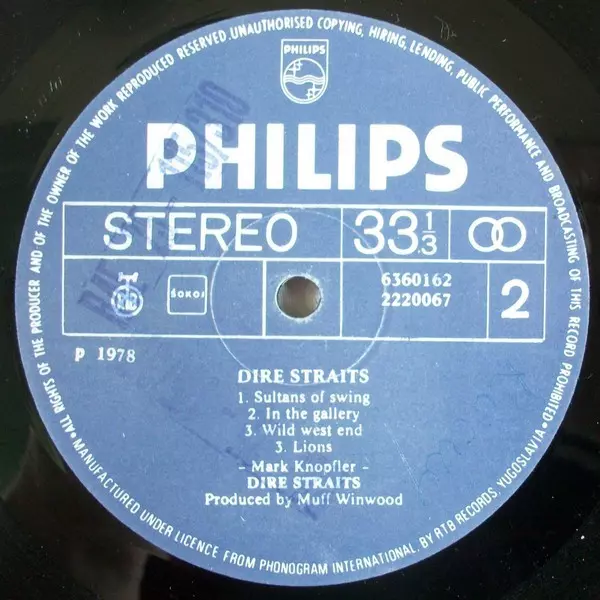 •ALL RIGHTS OF THE PRODUCER AND OF THE OWNER OF THE WORK REPRODUCED RESERVED.UNAUTHORISED COPYING, HIRING, LENDING, PUBLIC PERFORMANCE AND BROADCASTING OF THIS RECORD PROHIBITED•
PHILIPS
PHILIPS
STEREO
33⅓
ŠOKOJ
6360162
2220067
2
P 1978
DIRE STRAITS
1. Sultans of swing
2. In the gallery
3. Wild west end
3. Lions
- Mark Knopfler -
DIRE STRAITS
Produced by Muff Winwood
MANUFACTURED UNDER LICENCE FROM PHONOGRAM INTERNATIONAL. BY RTB RECORDS, YUGOSLAVIA•